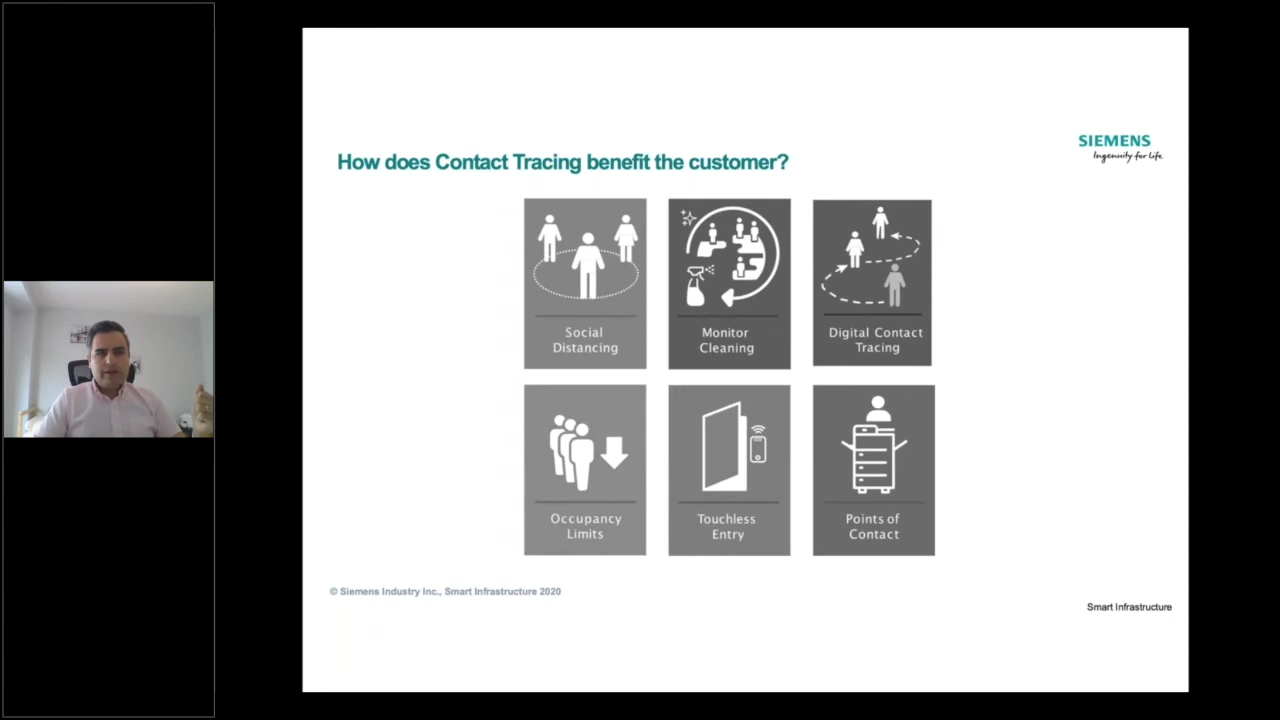 SIEMENS
Ingenuity for Life
How does Contact Tracing benefit the customer?
Social
Distancing
Monitor
Cleaning
Digital Contact
Tracing
Occupancy
Limits
Touchless
Entry
Points of
Contact
© Siemens Industry Inc., Smart Infrastructure 2020
Smart Infrastructure